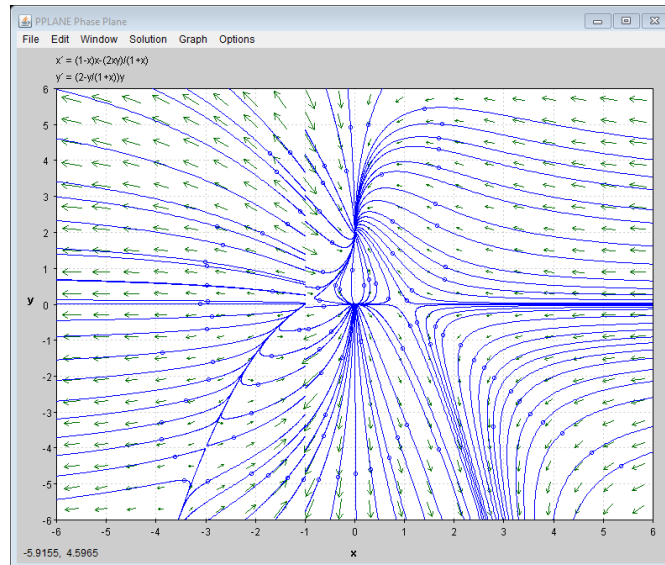 PPLANE Phase Plane
File Edit Window Solution Graph Options
x´ = (1-x)x-(2xy)/(1+x)
y´ = (2-y/(1+x))y
6
5
4
3
2
1
y 0
-1
-2
-3
-4
-5
-6
-6 -5 -4 -3 -2 -1 0 1 2 3 4 5 6
-5.9155, 4.5965 x